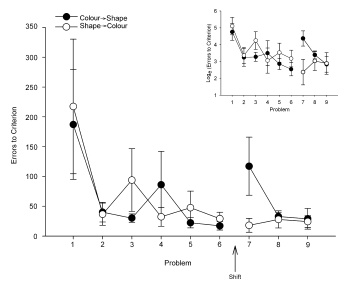 Colour→Shape
Shape→Colour
Errors to Criterion
350
300
250
200
150
100
50
0
1 2 3 4 5 6 7 8 9
Problem
Shift
Log₂ (Errors to Criterion)
6
5
4
3
2
1
0
1 2 3 4 5 6 7 8 9
Problem